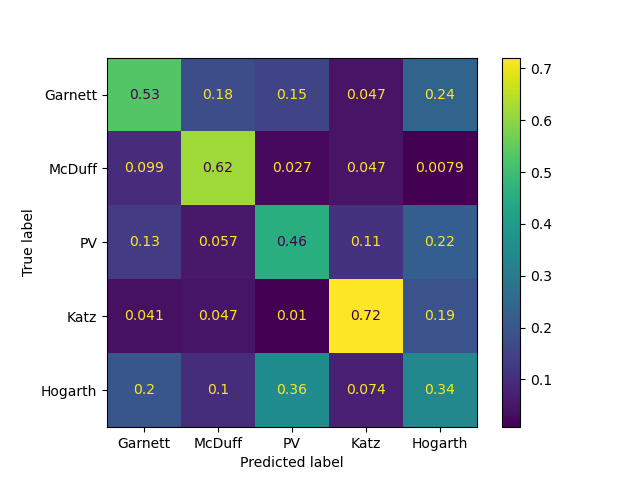 Garnett 0.53 0.18 0.15 0.047 0.24
McDuff 0.099 0.62 0.027 0.047 0.0079
PV 0.13 0.057 0.46 0.11 0.22
Katz 0.041 0.047 0.01 0.72 0.19
Hogarth 0.2 0.1 0.36 0.074 0.34
Garnett McDuff PV Katz Hogarth
Predicted label
True label
0.7
0.6
0.5
0.4
0.3
0.2
0.1